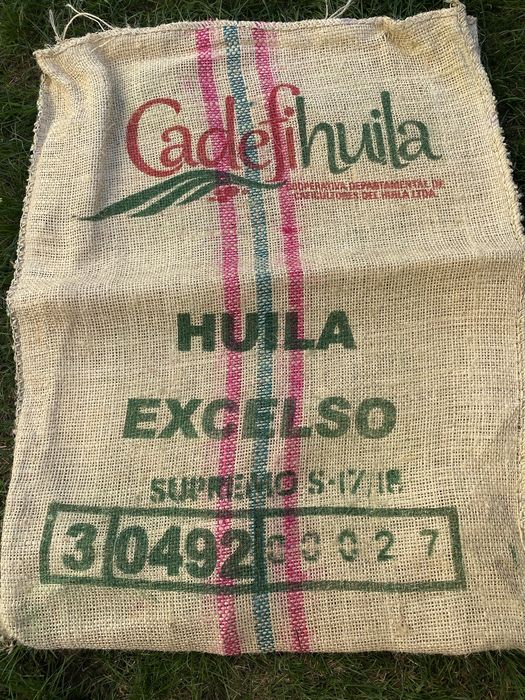 Cadefihuila
COOPERATIVA DEPARTAMENTAL DE
CAFICULTORES DEL HUILA LTDA.
HUILA
EXCELSO
SUPREMO S-17/18
3 0492 00027